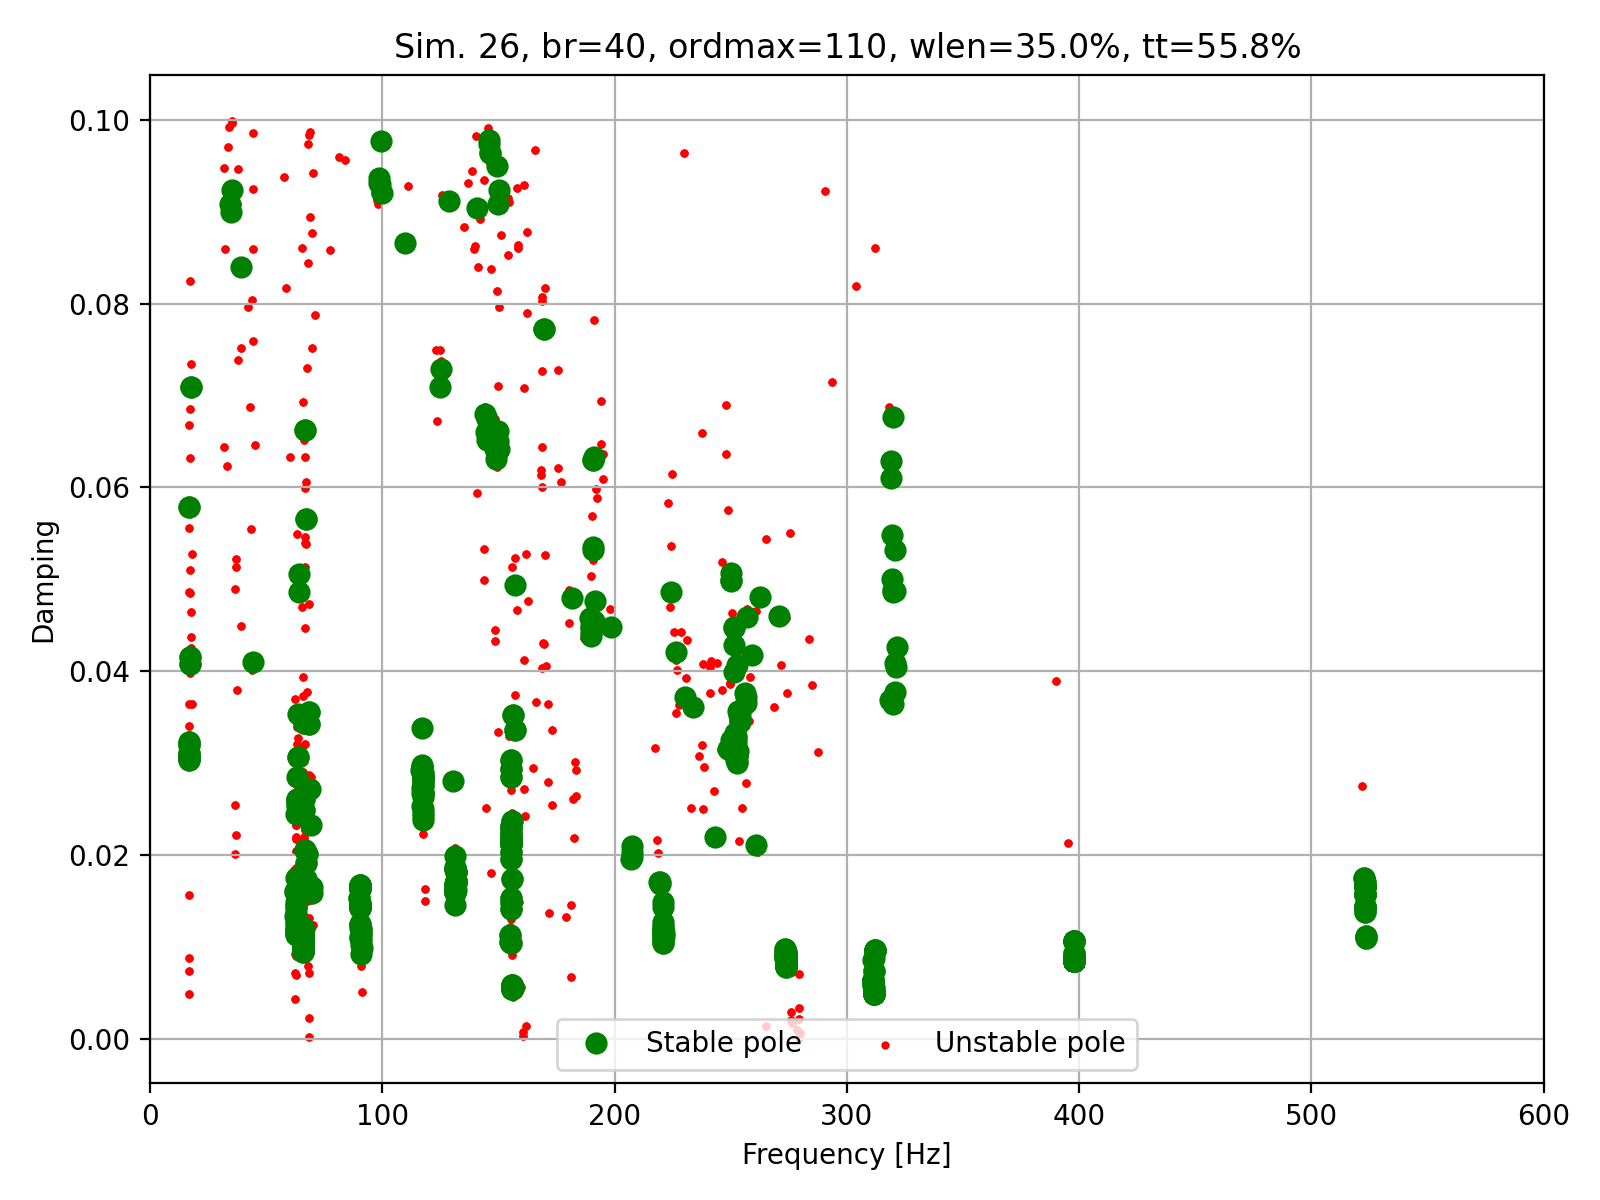 Sim. 26, br=40, ordmax=110, wlen=35.0%, tt=55.8%
0.10
0.08
0.06
0.04
0.02
0.00
Damping
Stable pole
Unstable pole
0 100 200 300 400 500 600
Frequency [Hz]